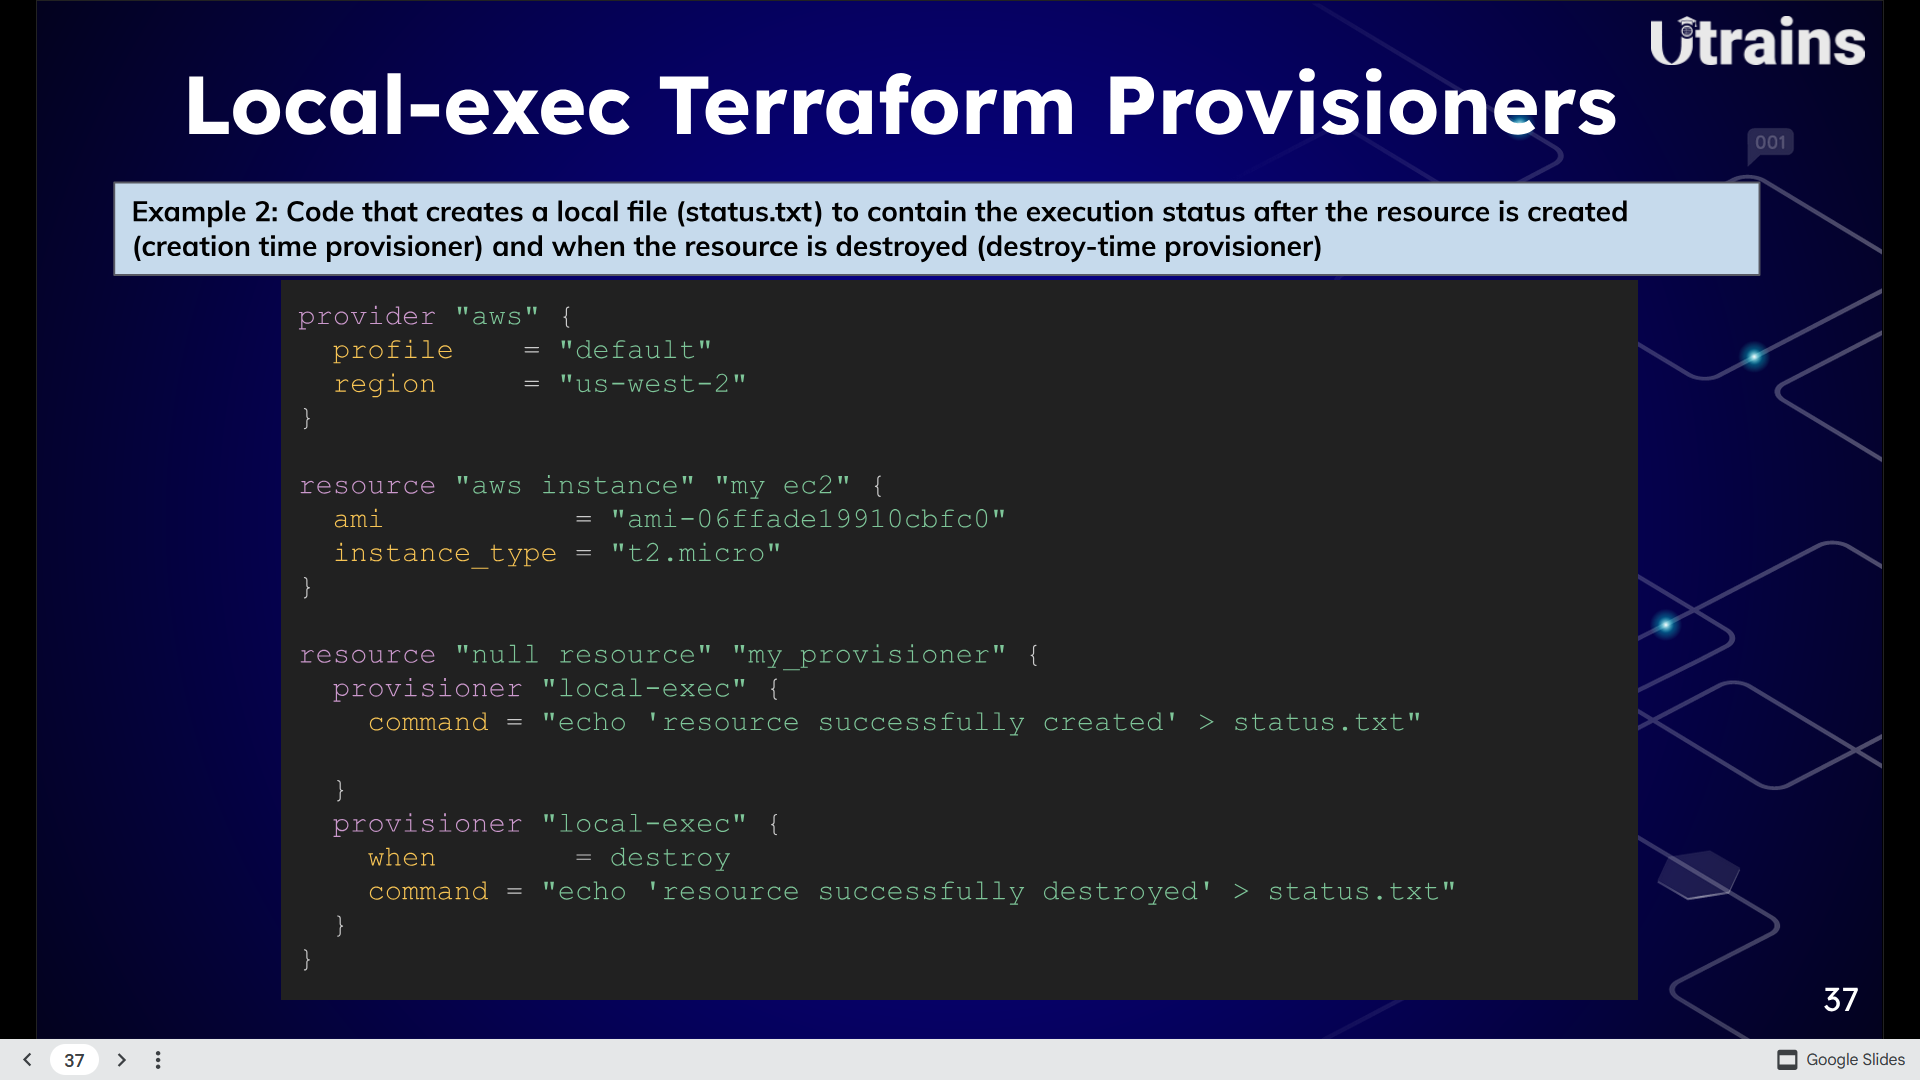 Utrains
Local-exec Terraform Provisioners
001
Example 2: Code that creates a local file (status.txt) to contain the execution status after the resource is created
(creation time provisioner) and when the resource is destroyed (destroy-time provisioner)
provider "aws" {
  profile    = "default"
  region     = "us-west-2"
}
resource "aws instance" "my ec2" {
  ami           = "ami-06ffade19910cbfc0"
  instance_type = "t2.micro"
}
resource "null resource" "my_provisioner" {
  provisioner "local-exec" {
    command = "echo 'resource successfully created' > status.txt"
  }
  provisioner "local-exec" {
    when        = destroy
    command = "echo 'resource successfully destroyed' > status.txt"
  }
}
37
37
Google Slides